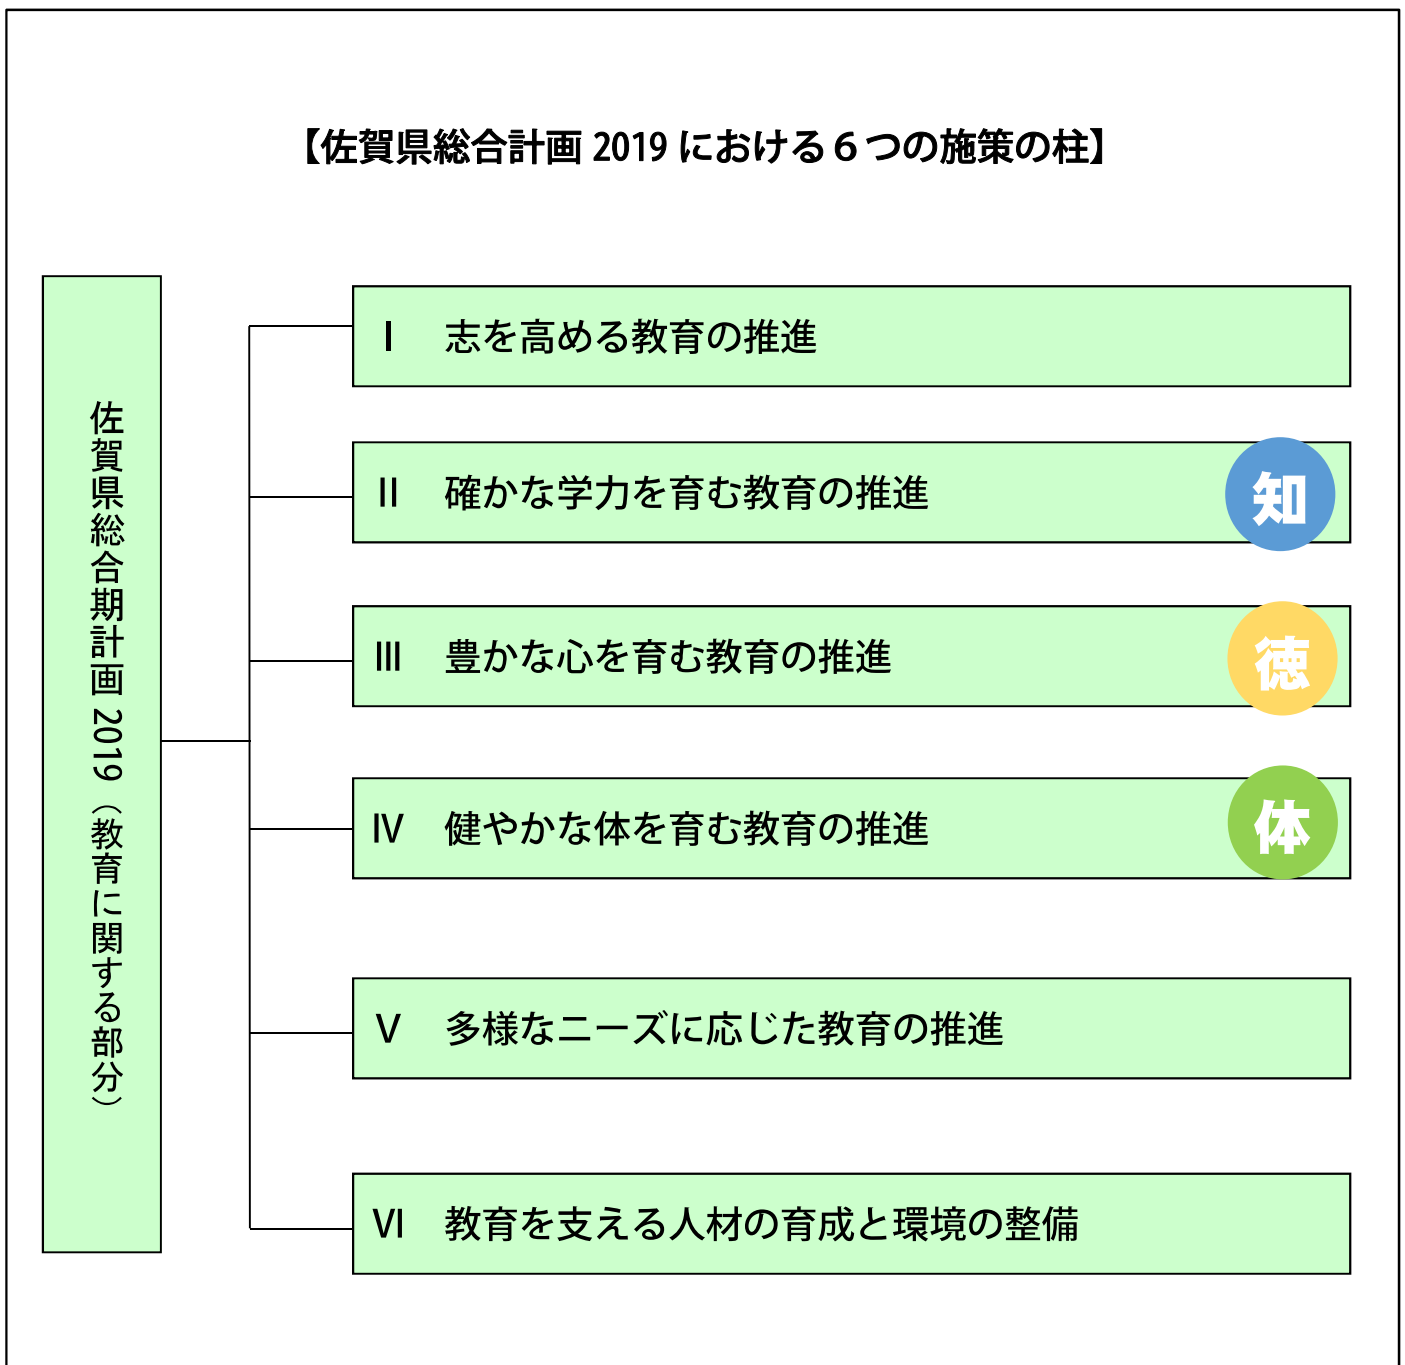 【佐賀県総合計画 2019 における６つの施策の柱】
佐賀県総合期計画 2019（教育に関する部分）
Ⅰ 志を高める教育の推進
Ⅱ 確かな学力を育む教育の推進
知
Ⅲ 豊かな心を育む教育の推進
徳
Ⅳ 健やかな体を育む教育の推進
体
Ⅴ 多様なニーズに応じた教育の推進
Ⅵ 教育を支える人材の育成と環境の整備